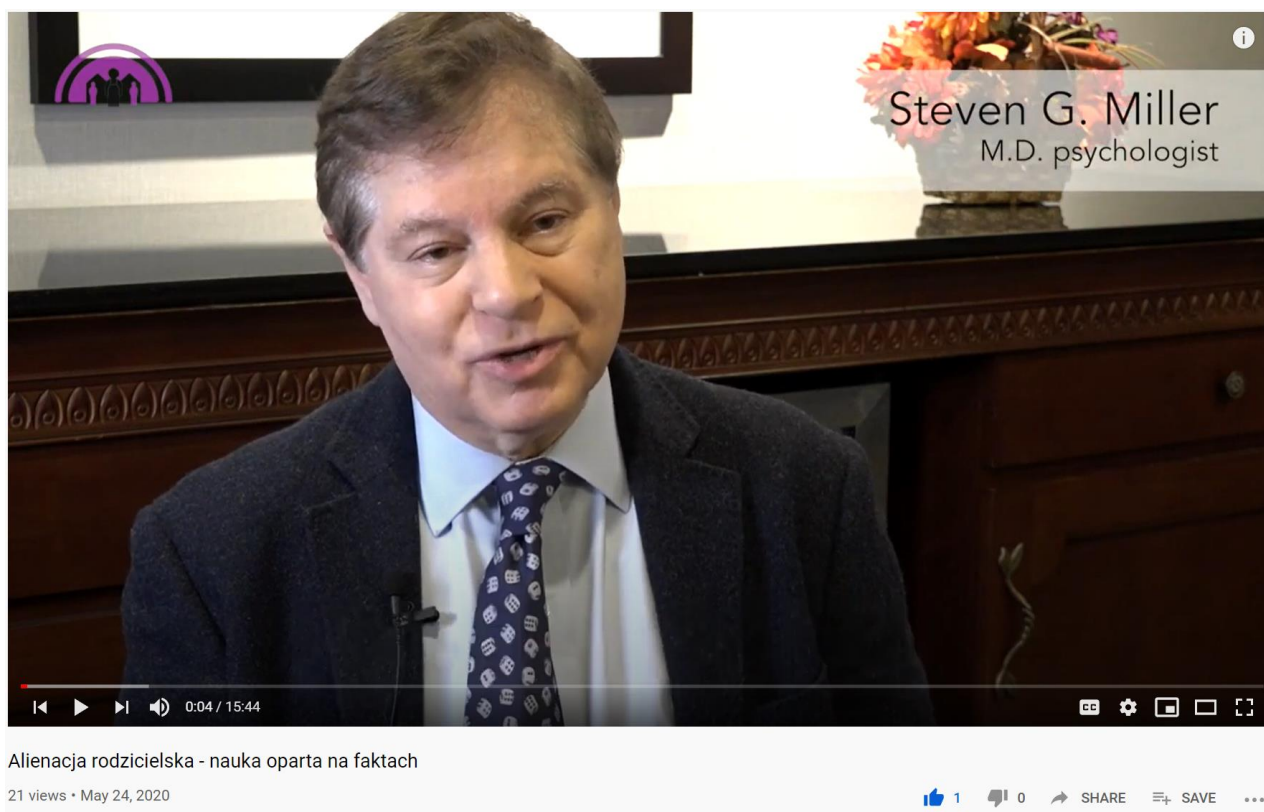 i
Steven G. Miller
M.D. psychologist
0:04 / 15:44
CC
Alienacja rodzicielska - nauka oparta na faktach
21 views • May 24, 2020
1
0
SHARE
SAVE